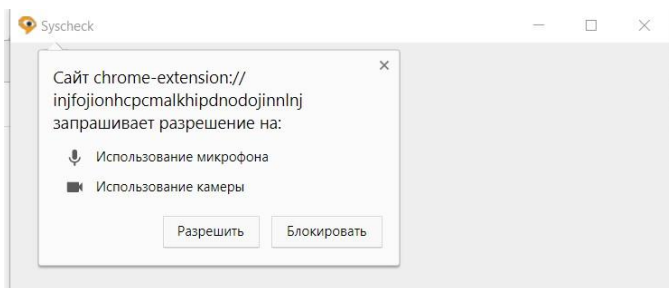 Syscheck
Сайт chrome-extension://
injfojionhcpcmalkhipdnodojinnlnj
запрашивает разрешение на:
Использование микрофона
Использование камеры
Разрешить Блокировать